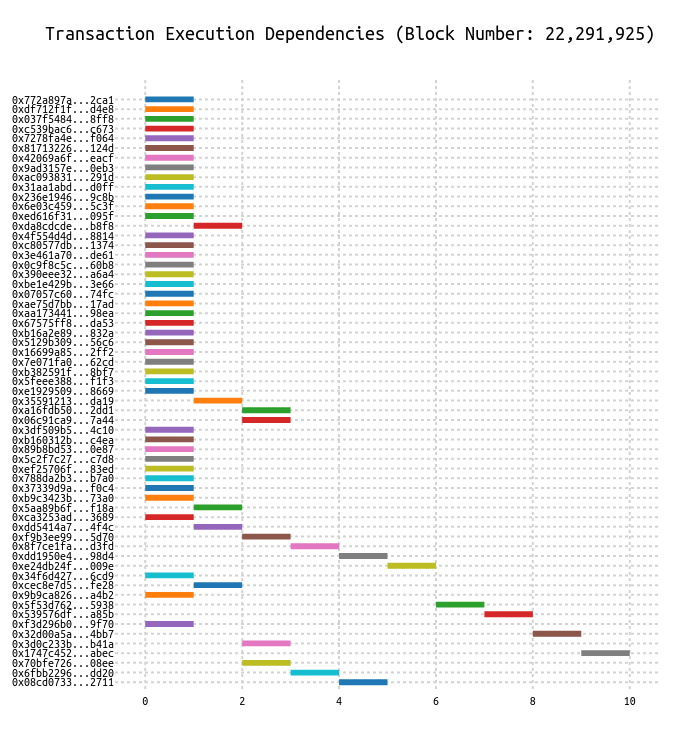 Transaction Execution Dependencies (Block Number: 22,291,925)
0x772a897a...2ca1
0xdf712f1f...d4e8
0x037f5484...8ff8
0xc539bac6...c673
0x7278fa4e...f064
0x81713226...124d
0x42069a6f...eacf
0x9ad3157e...0eb3
0xac093831...291d
0x31aa1abd...d0ff
0x236e1946...9c8b
0x6e03c459...5c3f
0xed616f31...095f
0xda8cdcde...b8f8
0x4f554d4d...8814
0xc80577db...1374
0x3e461a70...de61
0x0c9f8c5c...60b8
0x390eee32...a6a4
0xbe1e429b...3e66
0x07057c60...74fc
0xae75d7bb...17ad
0xaa173441...98ea
0x67575ff8...da53
0xb16a2e89...832a
0x5129b309...56c6
0x16699a85...2ff2
0x7e071fa0...62cd
0xb382591f...8bf7
0x5feee388...f1f3
0xe1929509...8669
0x35591213...da19
0xa16fdb50...2dd1
0x06c91ca9...7a44
0x3df509b5...4c10
0xb160312b...c4ea
0x89b8bd53...0e87
0x5c2f7c27...c7d8
0xef25706f...83ed
0x788da2b3...b7a0
0x37339d9a...f0c4
0xb9c3423b...73a0
0x5aa89b6f...f18a
0xca3253ad...3689
0xdd5414a7...4f4c
0xf9b3ee99...5d70
0x8f7ce1fa...d3fd
0xdd1950e4...98d4
0xe24db24f...009e
0x34f6d427...6cd9
0xcec8e7d5...fe28
0x9b9ca826...a4b2
0x5f53d762...5938
0x539576df...a85b
0xf3d296b0...9f70
0x32d00a5a...4bb7
0x3d0c233b...b41a
0x1747c452...abec
0x70bfe726...08ee
0x6fbb2296...dd20
0x08cd0733...2711
0 2 4 6 8 10